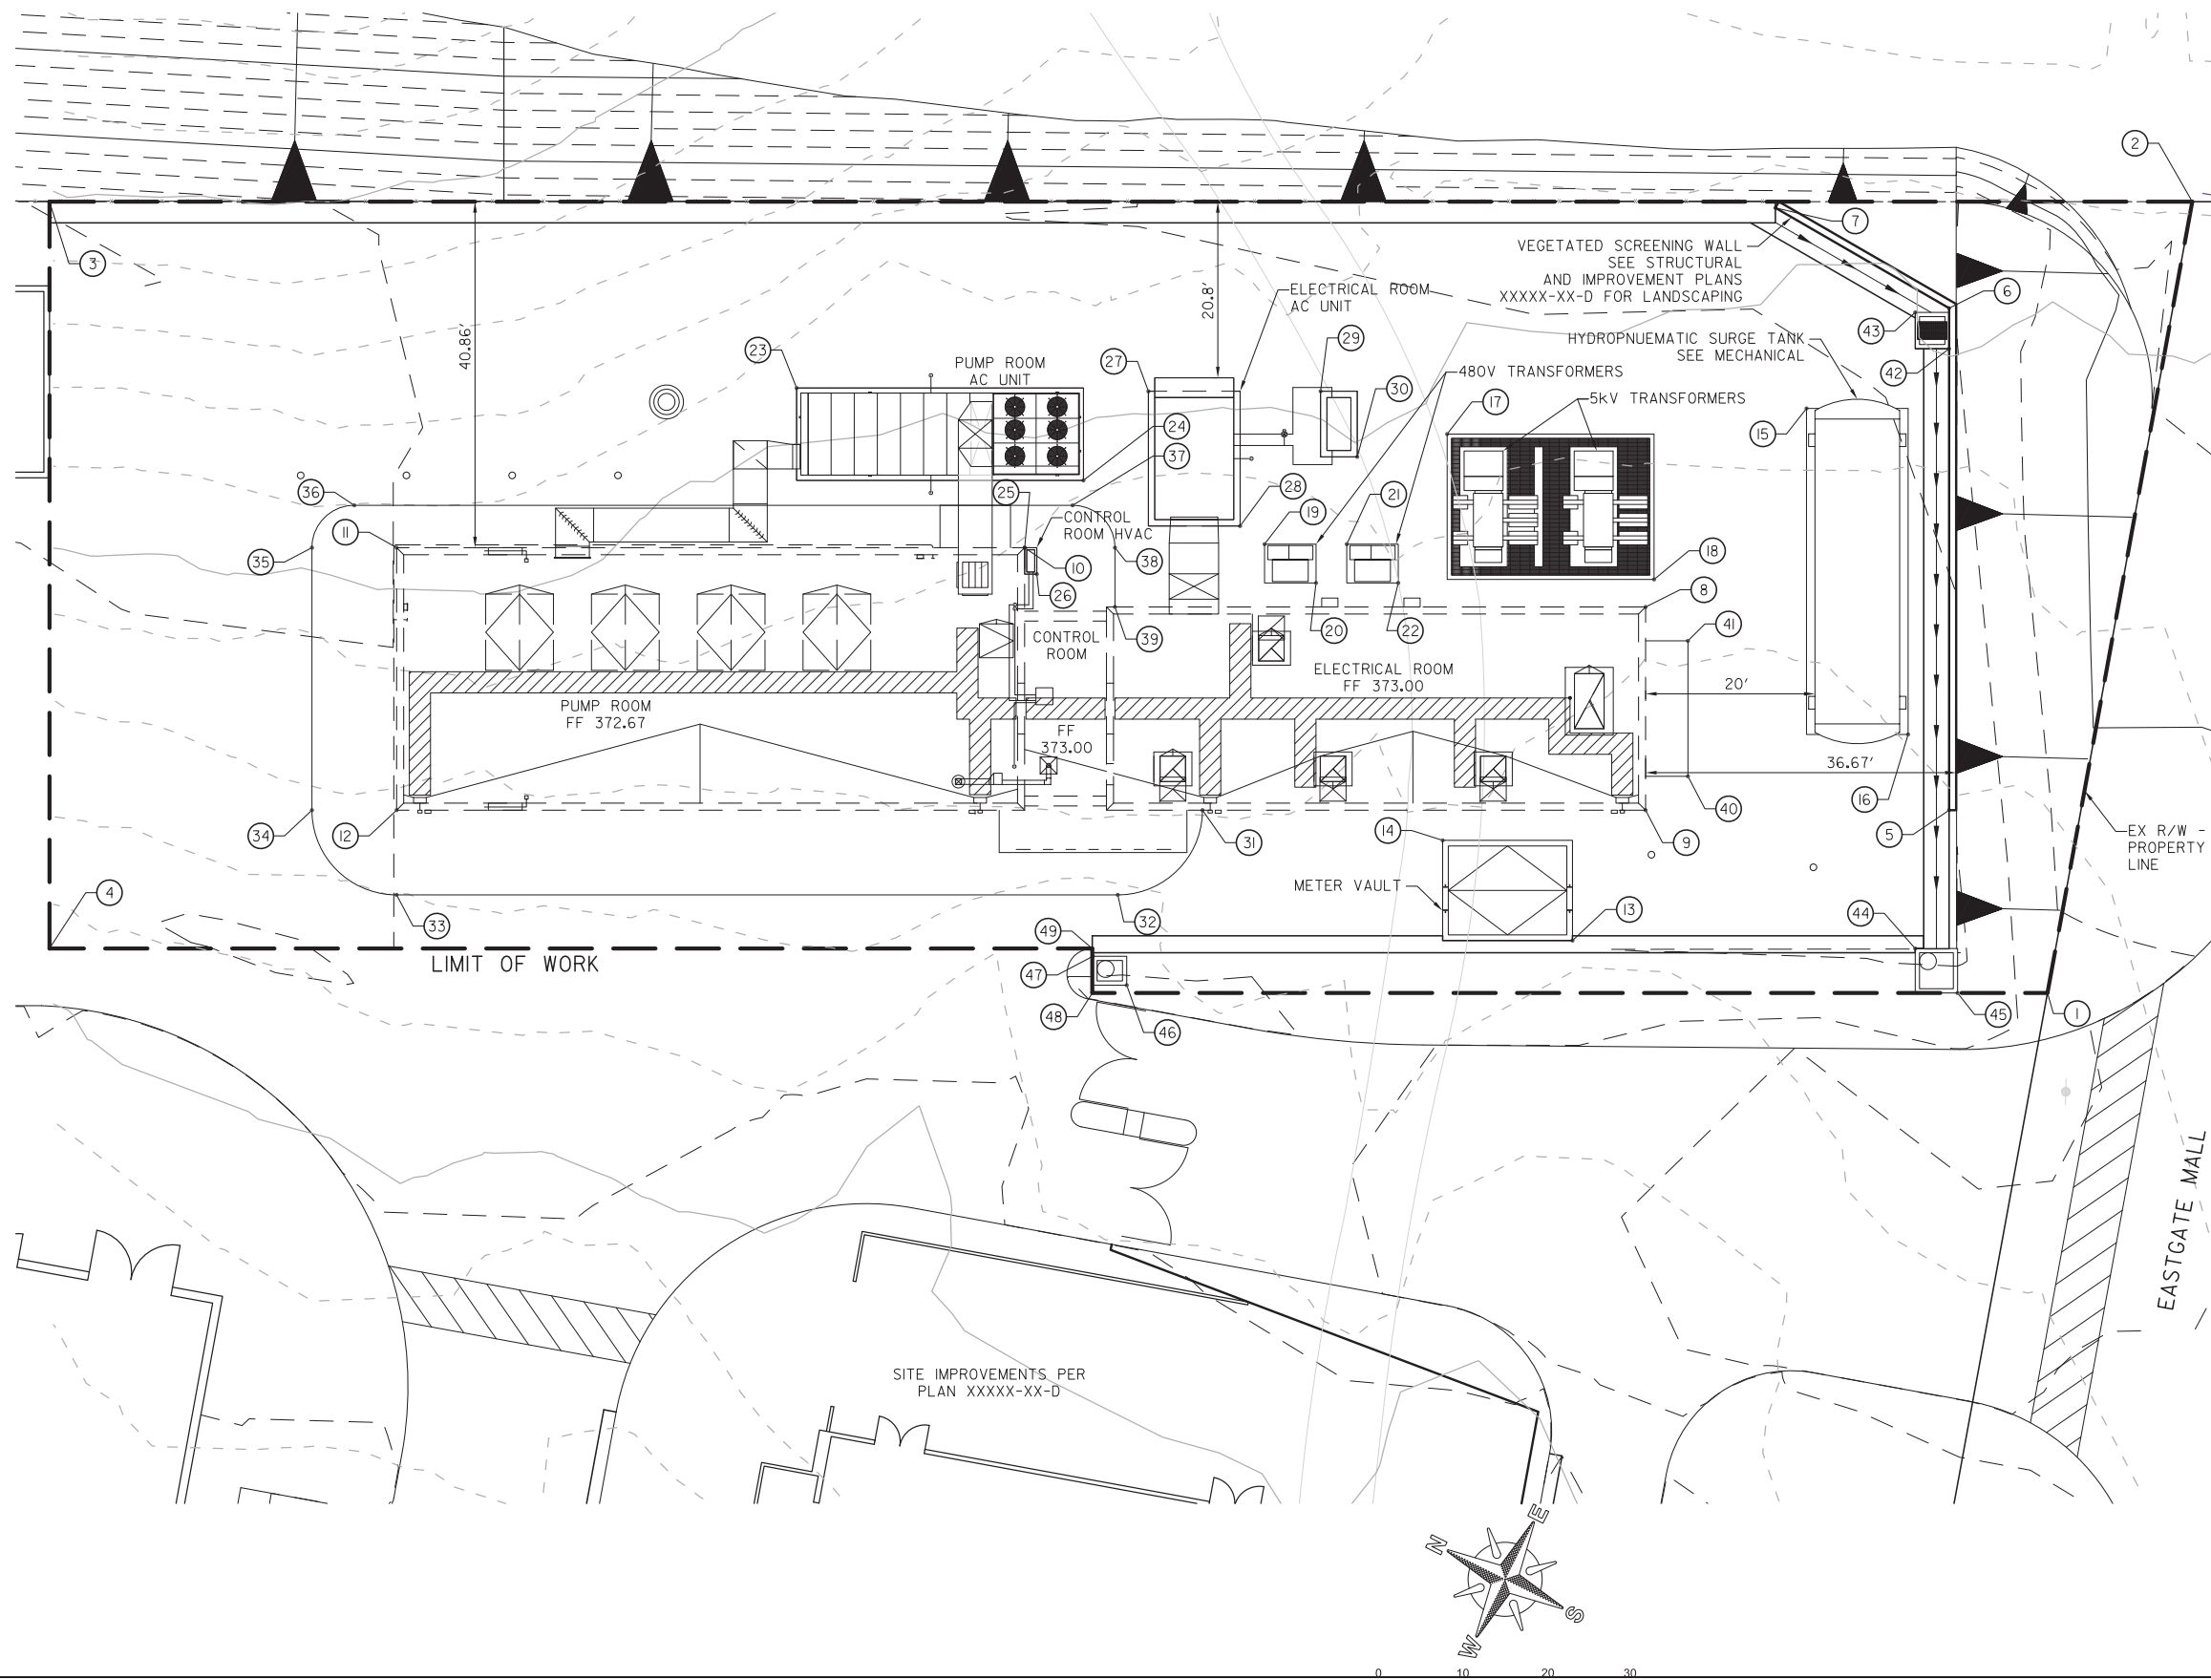 2
7
3
VEGETATED SCREENING WALL
SEE STRUCTURAL
AND IMPROVEMENT PLANS
XXXXX-XX-D FOR LANDSCAPING
6
43
ELECTRICAL ROOM
AC UNIT
20.8'
40.86'
HYDROPNUEMATIC SURGE TANK
SEE MECHANICAL
42
23
PUMP ROOM
AC UNIT
27
29
30
480V TRANSFORMERS
17
5kV TRANSFORMERS
15
24
37
36
25
28
19
21
CONTROL
ROOM HVAC
11
35
10
38
18
26
8
39
20
22
41
CONTROL
ROOM
ELECTRICAL ROOM
FF 373.00
20'
PUMP ROOM
FF 372.67
FF
373.00
36.67'
16
40
34
12
31
14
9
5
EX R/W -
PROPERTY
LINE
4
METER VAULT
33
32
13
44
49
LIMIT OF WORK
47
48
46
45
1
EASTGATE MALL
SITE IMPROVEMENTS PER
PLAN XXXXX-XX-D
E
N
S
W
0 10 20 30